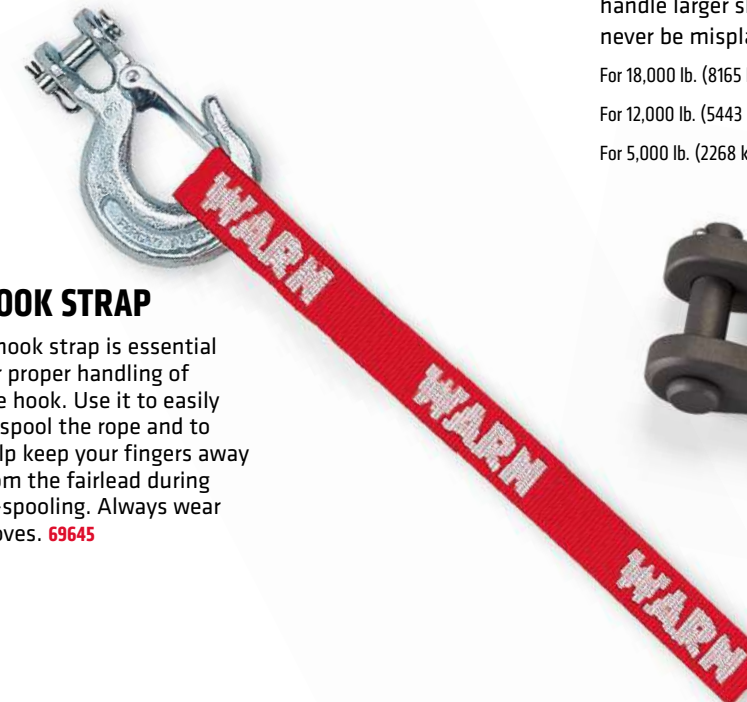 handle larger s
never be mispla
For 18,000 lb. (8165
For 12,000 lb. (5443
For 5,000 lb. (2268 k
WARN
WARN
WARN
OOK STRAP
hook strap is essential
r proper handling of
e hook. Use it to easily
spool the rope and to
lp keep your fingers away
om the fairlead during
-spooling. Always wear
oves. 69645